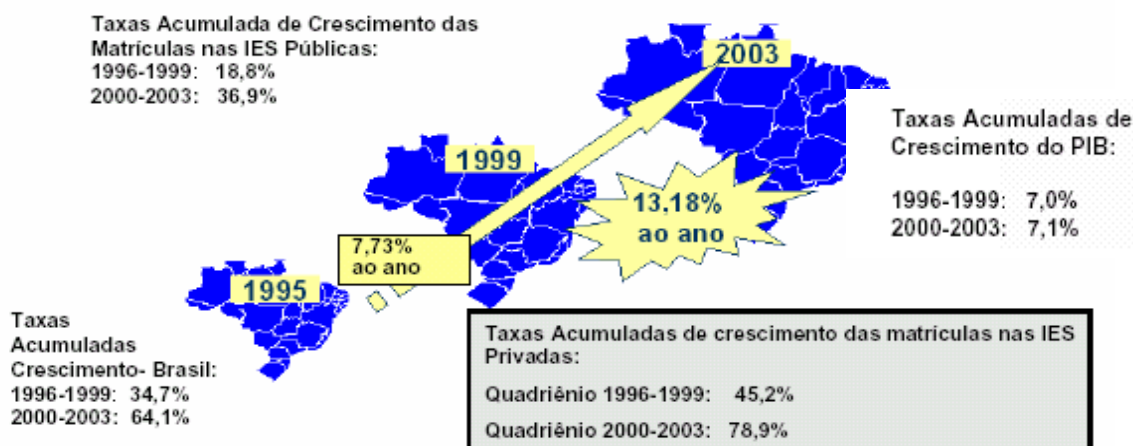 Taxas Acumulada de Crescimento das
Matrículas nas IES Públicas:
1996-1999: 18,8%
2000-2003: 36,9%
2003
Taxas Acumuladas de
Crescimento do PIB:
1996-1999: 7,0%
2000-2003: 7,1%
1999
13,18%
ao ano
7,73%
ao ano
1995
Taxas
Acumuladas
Crescimento- Brasil:
1996-1999: 34,7%
2000-2003: 64,1%
Taxas Acumuladas de crescimento das matrículas nas IES
Privadas:
Quadriênio 1996-1999: 45,2%
Quadriênio 2000-2003: 78,9%